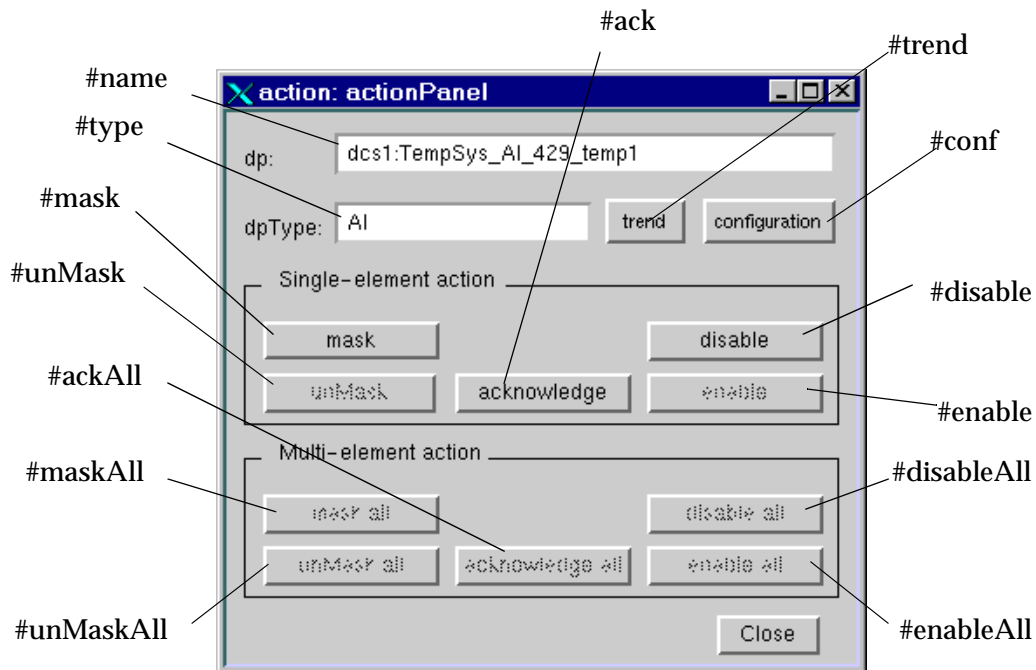 #ack
#trend
#name
action: actionPanel
#type
dp: dcs1:TempSys_AI_429_temp1
#conf
#mask
dpType: AI trend configuration
#unMask
Single-element action
#disable
mask disable
#ackAll
unMask acknowledge enable
#enable
Multi-element action
#maskAll #disableAll
mask all disable all
unMask all acknowledge all enable all
#unMaskAll Close #enableAll